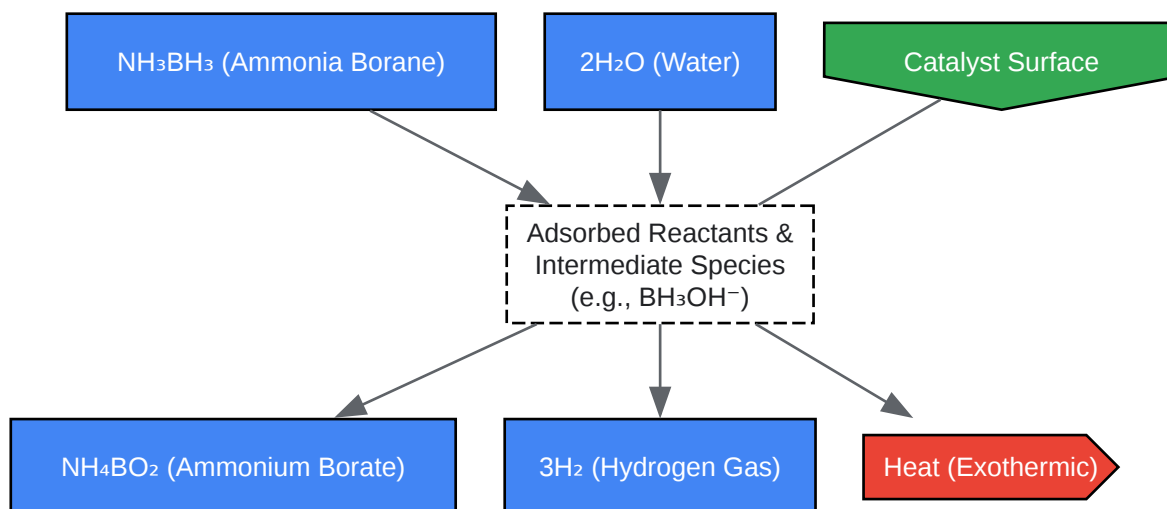 NH₃BH₃ (Ammonia Borane)
2H₂O (Water)
Catalyst Surface
Adsorbed Reactants &
Intermediate Species
(e.g., BH₃OH⁻)
NH₄BO₂ (Ammonium Borate)
3H₂ (Hydrogen Gas)
Heat (Exothermic)